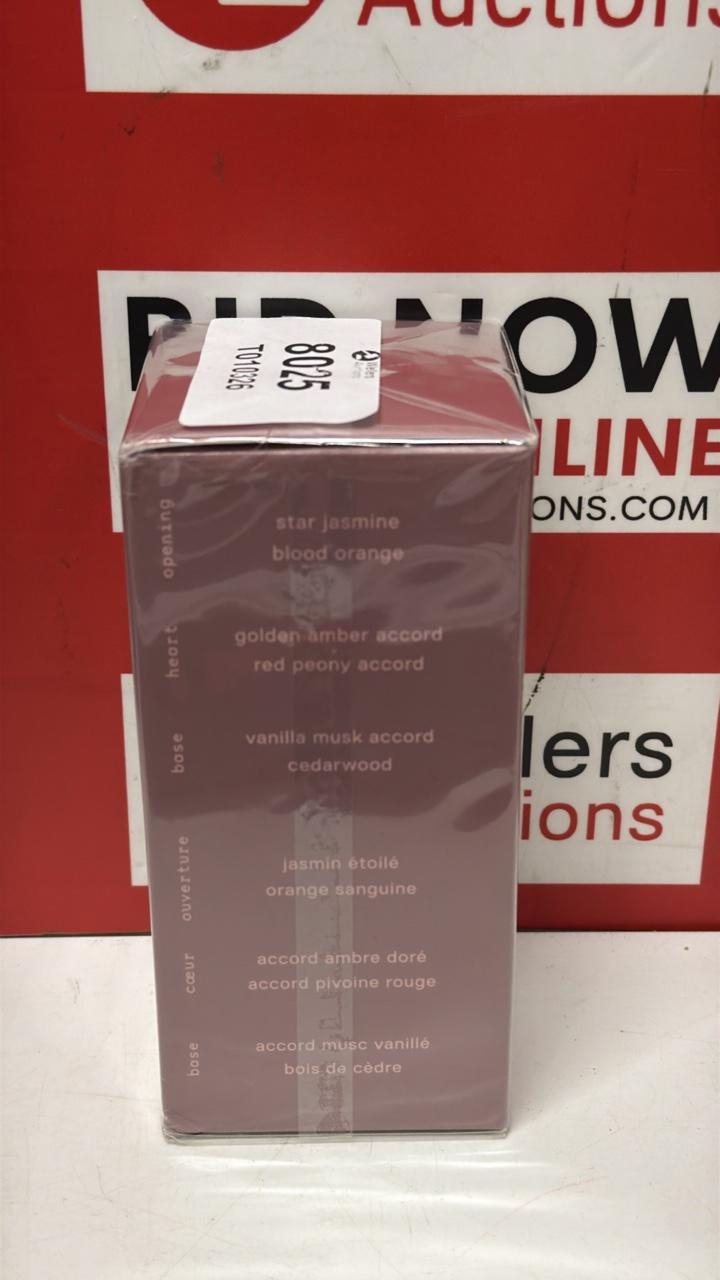 Auctions
BID NOW
ONLINE
ONS.COM
lers
ions
8025
T010326
opening
star jasmine
blood orange
heart
golden amber accord
red peony accord
base
vanilla musk accord
cedarwood
ouverture
jasmin étoilé
orange sanguine
cœur
accord ambre doré
accord pivoine rouge
base
accord musc vanillé
bois de cèdre